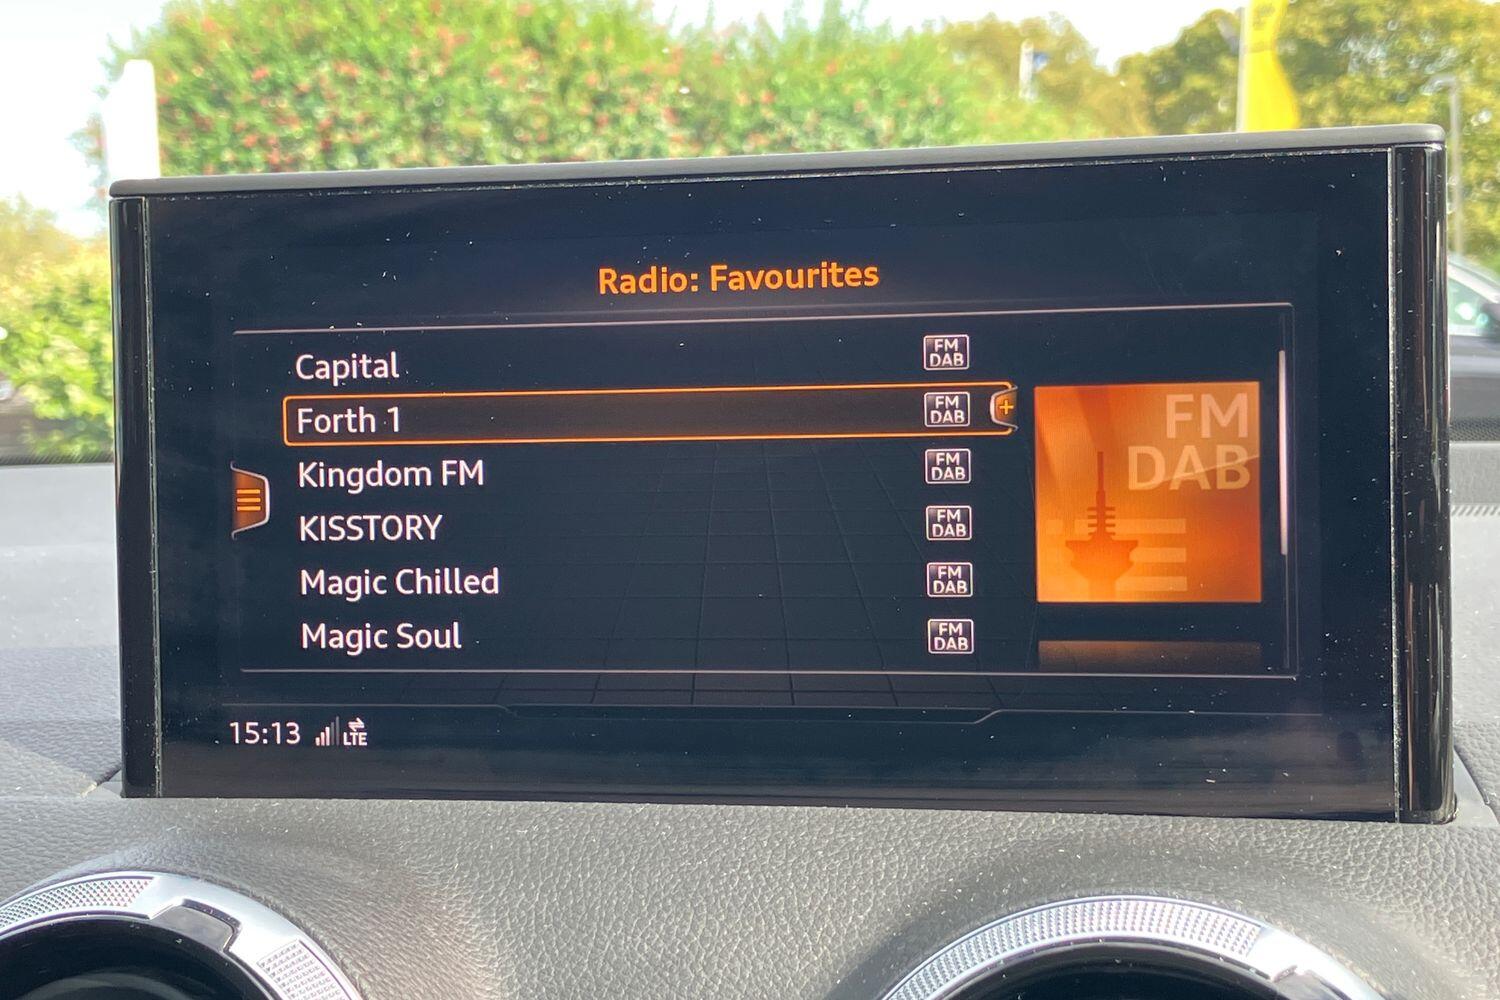 Radio: Favourites
Capital FM DAB
Forth 1 FM DAB +
Kingdom FM FM DAB
KISSTORY FM DAB
Magic Chilled FM DAB
Magic Soul FM DAB
FM
DAB
15:13 LTE